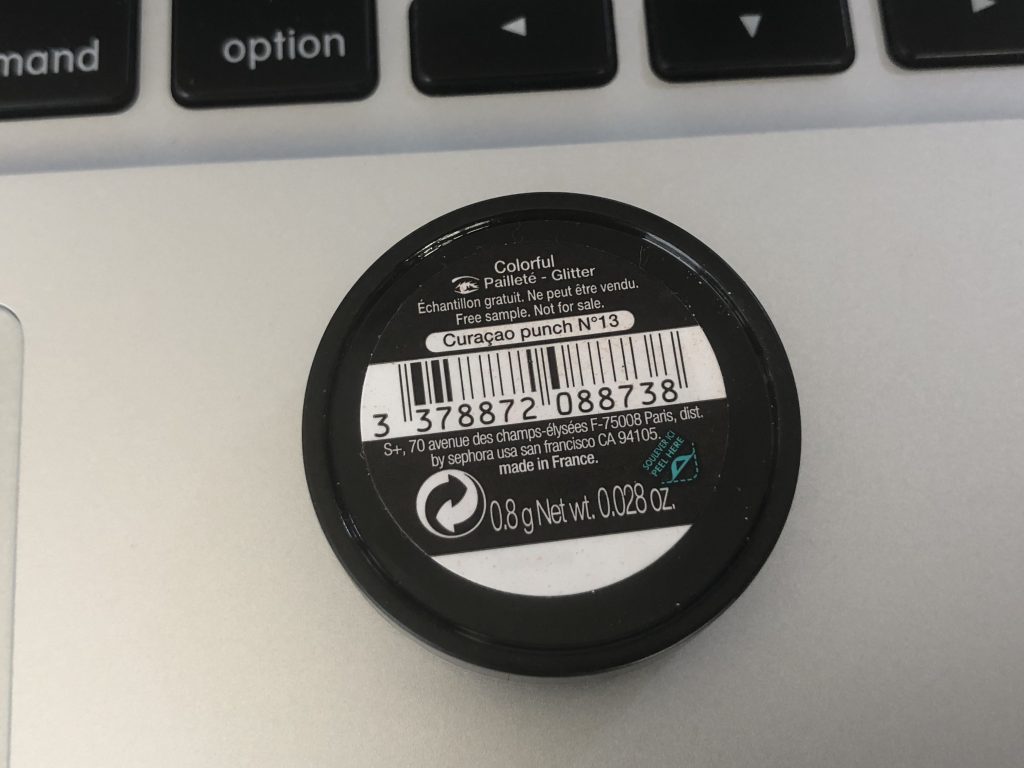 mand
option
◀
▼
▶
Colorful
Pailleté - Glitter
Échantillon gratuit. Ne peut être vendu.
Free sample. Not for sale.
Curaçao punch N°13
3 378872 088738
S+, 70 avenue des champs-élysées F-75008 Paris, dist.
by sephora usa san francisco CA 94105.
made in France.
SOULEVER ICI
PEEL HERE
0.8 g Net wt. 0.028 oz.